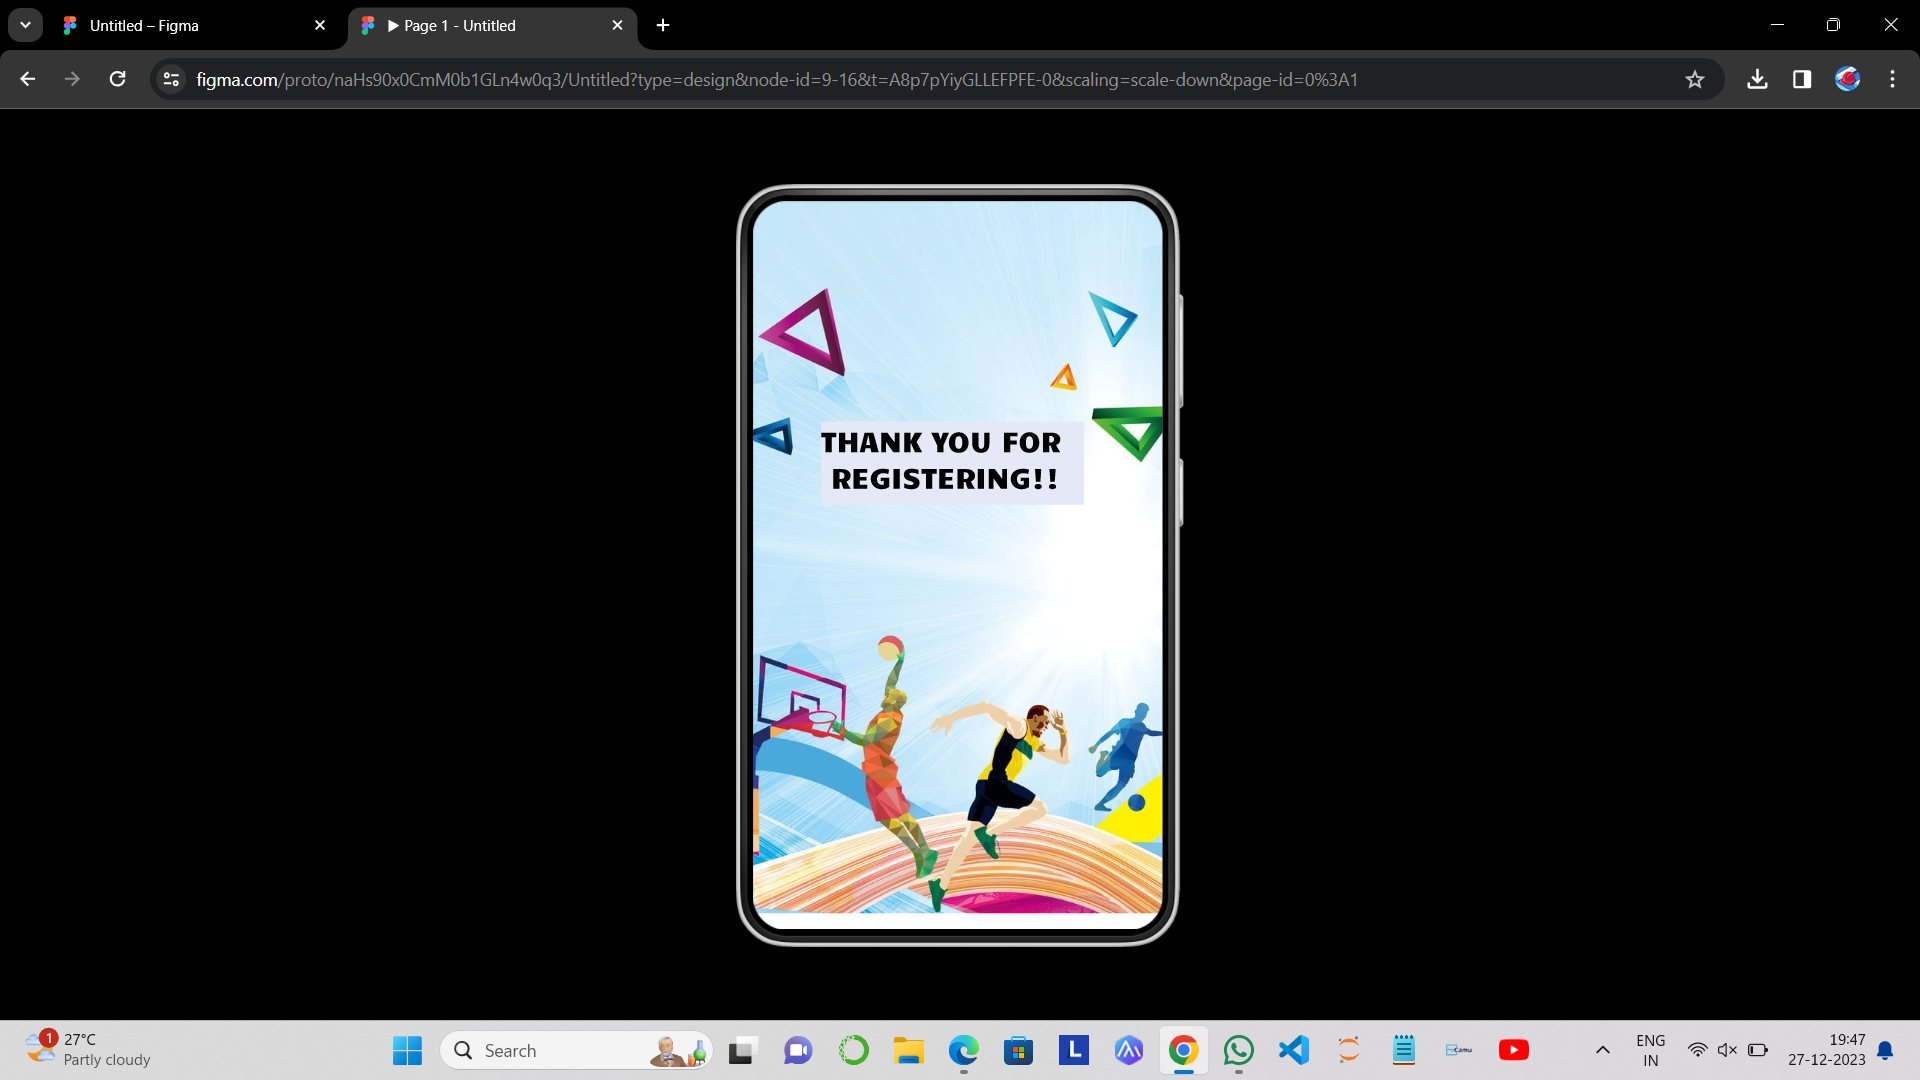 Untitled – Figma
▶ Page 1 - Untitled
figma.com/proto/naHs90x0CmM0b1GLn4w0q3/Untitled?type=design&node-id=9-16&t=A8p7pYiyGLLEFPFE-0&scaling=scale-down&page-id=0%3A1
THANK YOU FOR
REGISTERING!!
1
27°C
Partly cloudy
Search
L
Camu
ENG
IN
19:47
27-12-2023